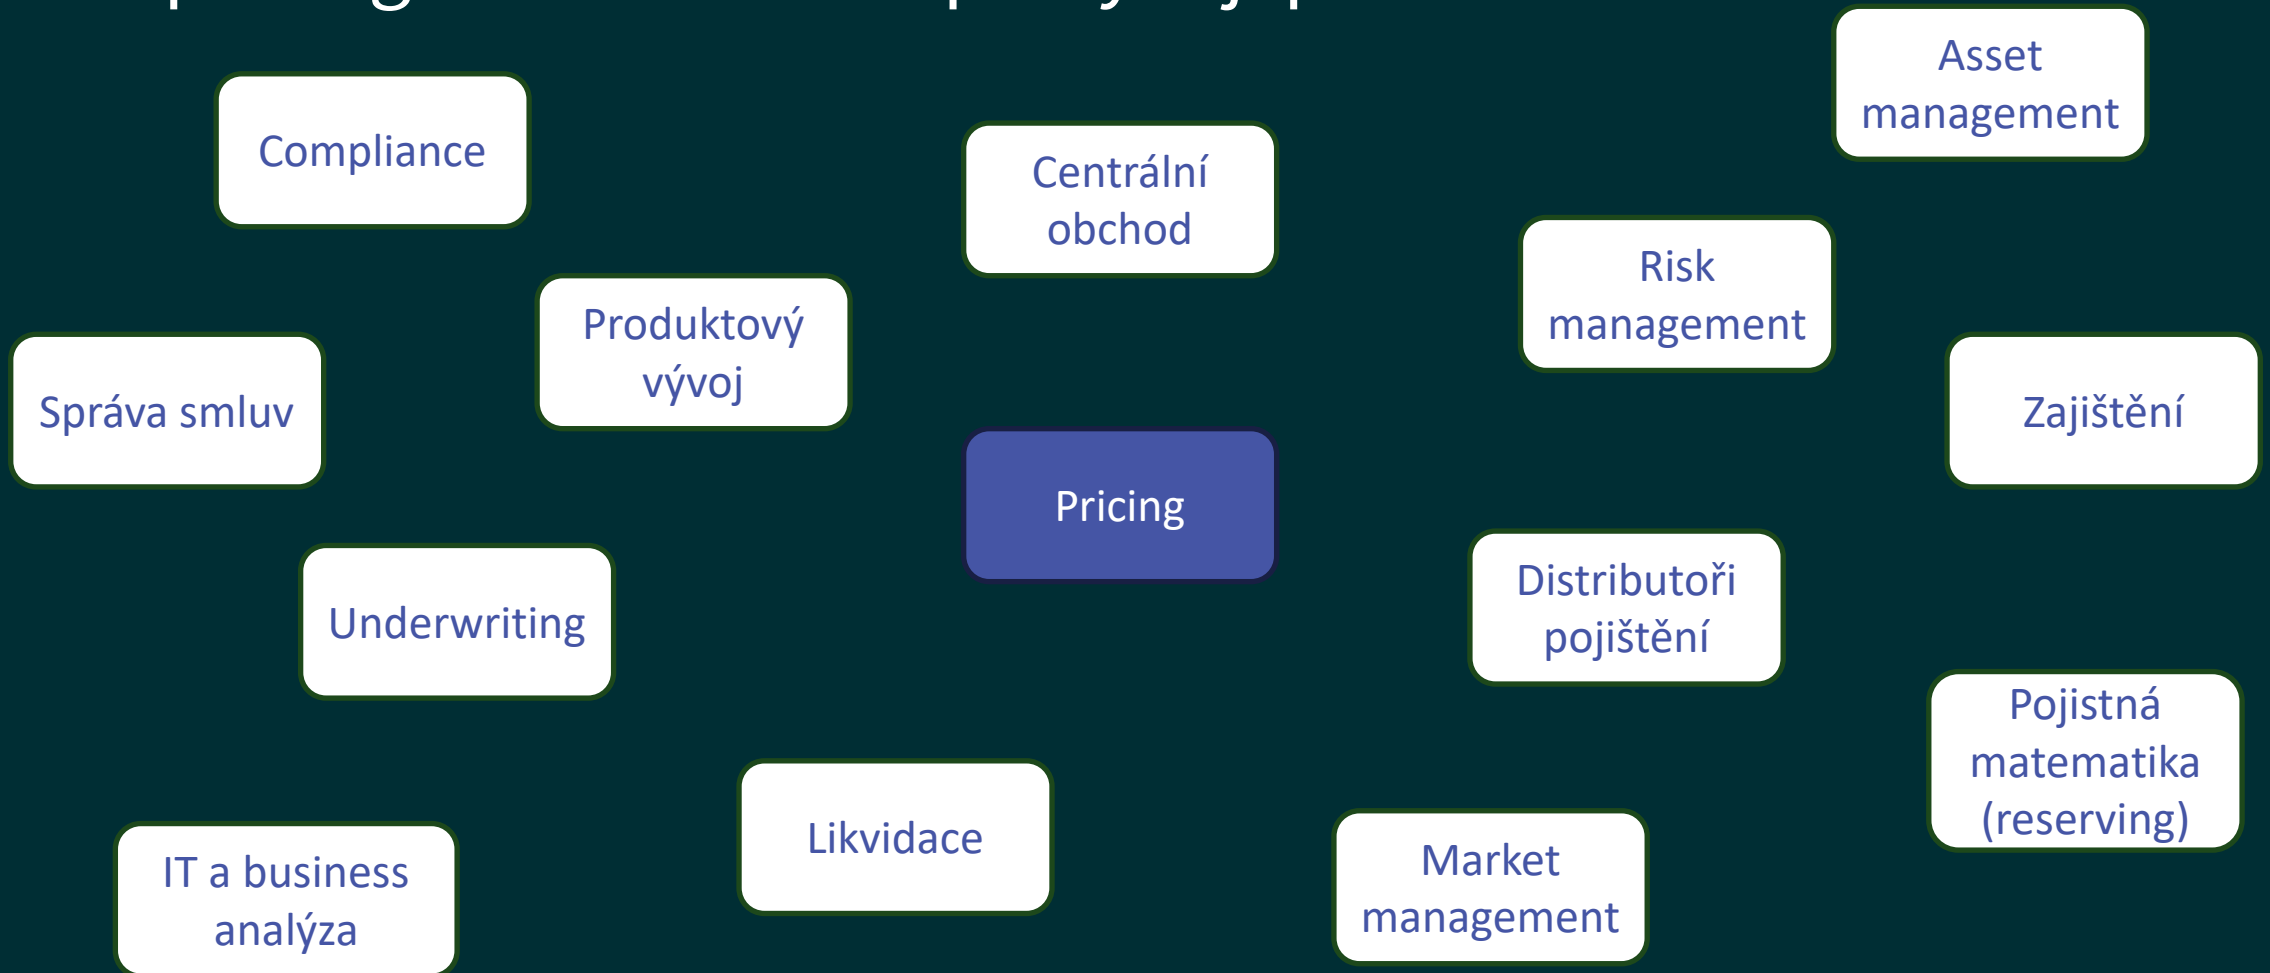 Asset
management
Compliance
Centrální
obchod
Risk
management
Produktový
vývoj
Správa smluv
Zajištění
Pricing
Distributoři
pojištění
Underwriting
Pojistná
matematika
(reserving)
Likvidace
Market
management
IT a business
analýza